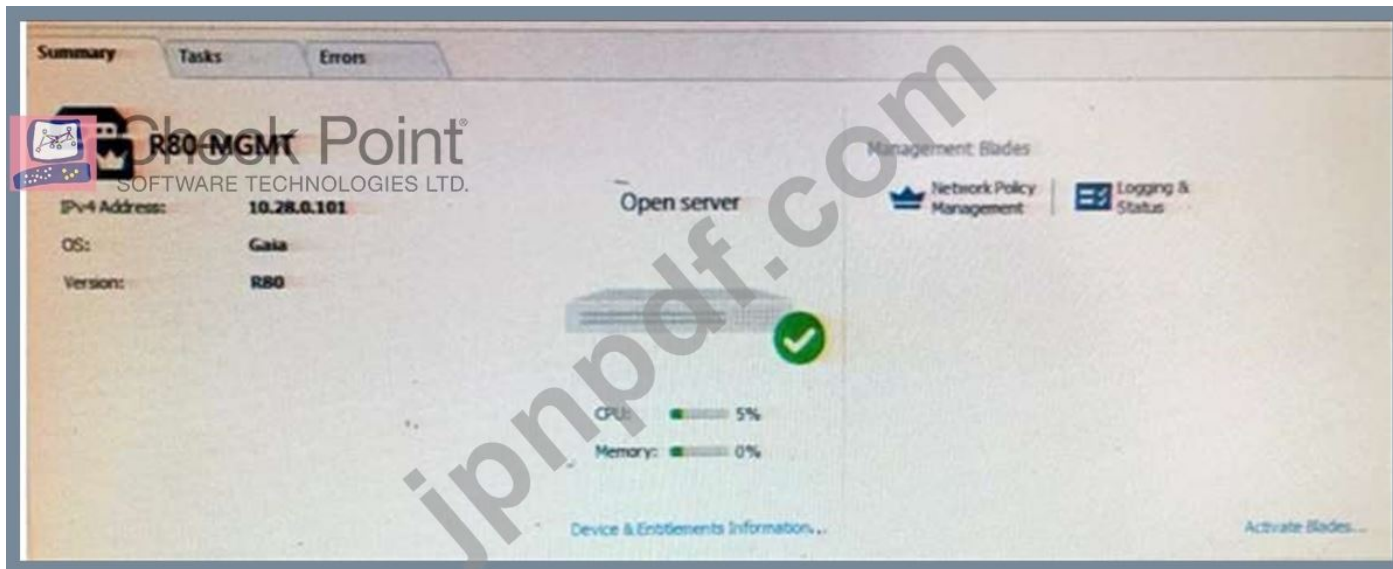 Summary Tasks Errors
R80-MGMT
Check Point
SOFTWARE TECHNOLOGIES LTD.
IPv4 Address: 10.28.0.101
OS: Gaia
Version: R80
Open server
CPU: 5%
Memory: 0%
Device & Entitlements Information...
Management Blades
Network Policy Management
Logging & Status
Activate Blades...
jpnpdf.com